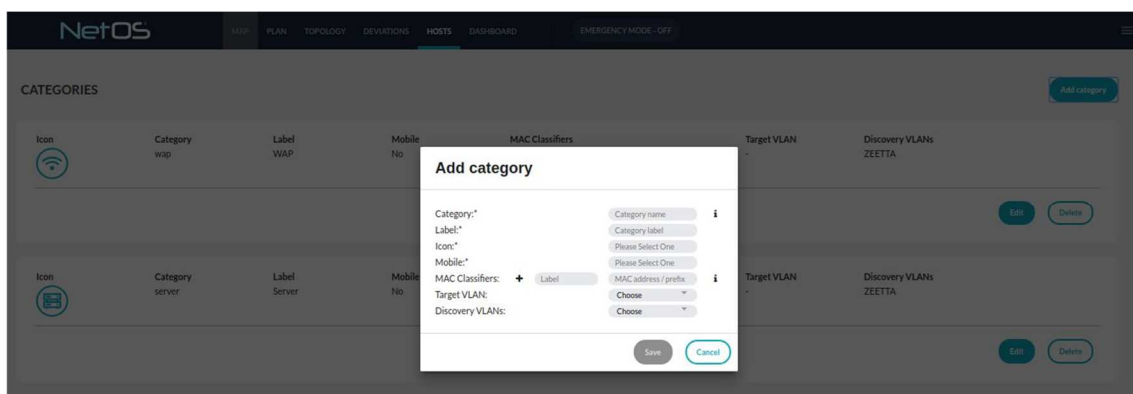 NetOS
MAP PLAN TOPOLOGY DEVIATIONS HOSTS DASHBOARD EMERGENCY MODE - OFF
CATEGORIES
Add category
Icon Category Label Mobile MAC Classifiers Target VLAN Discovery VLANs
wap WAP No - ZEETTA
Edit Delete
Icon Category Label Mobile Target VLAN Discovery VLANs
server Server No - ZEETTA
Edit Delete
Add category
Category:* Category name i
Label:* Category label
Icon:* Please Select One
Mobile:* Please Select One
MAC Classifiers: + Label MAC address / prefix i
Target VLAN: Choose
Discovery VLANs: Choose
Save Cancel